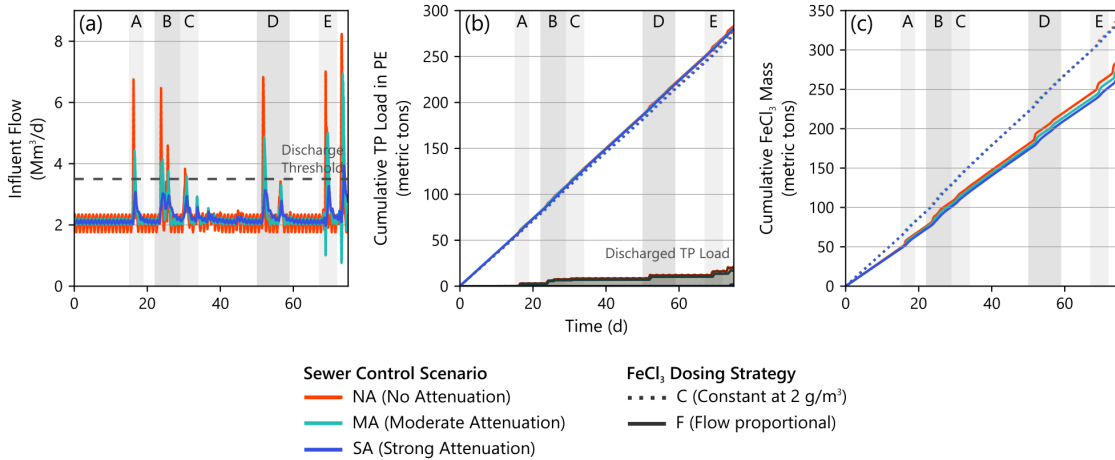 (a) A B C D E
Influent Flow
(Mm³/d)
8
6
4
2
0
Discharge
Threshold
0 20 40 60
(b) A B C D E
Cumulative TP Load in PE
(metric tons)
300
250
200
150
100
50
0
Discharged TP Load
0 20 40 60
Time (d)
(c) A B C D E
Cumulative FeCl₃ Mass
(metric tons)
350
300
250
200
150
100
50
0
0 20 40 60
Sewer Control Scenario
NA (No Attenuation)
MA (Moderate Attenuation)
SA (Strong Attenuation)
FeCl₃ Dosing Strategy
C (Constant at 2 g/m³)
F (Flow proportional)